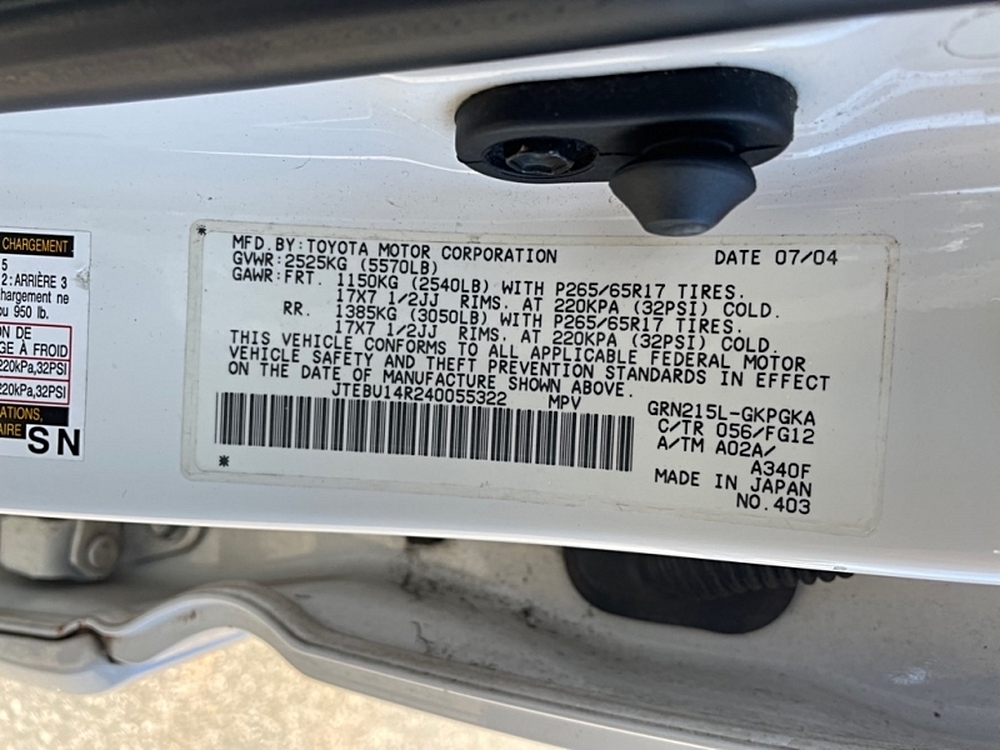 CHARGEMENT
5
2: ARRIÈRE 3
hargement ne
ou 950 lb.
ON DE
GE À FROID
220kPa,32PSI
220kPa,32PSI
ATIONS,
AIRE SN
*
MFD. BY: TOYOTA MOTOR CORPORATION DATE 07/04
GVWR: 2525KG (5570LB)
GAWR: FRT. 1150KG (2540LB) WITH P265/65R17 TIRES.
17X7 1/2JJ RIMS. AT 220KPA (32PSI) COLD.
RR. 1385KG (3050LB) WITH P265/65R17 TIRES.
17X7 1/2JJ RIMS. AT 220KPA (32PSI) COLD.
THIS VEHICLE CONFORMS TO ALL APPLICABLE FEDERAL MOTOR
VEHICLE SAFETY AND THEFT PREVENTION STANDARDS IN EFFECT
ON THE DATE OF MANUFACTURE SHOWN ABOVE.
JTEBU14R240055322 MPV
GRN215L-GKPGKA
C/TR 056/FG12
A/TM A02A/
A340F
MADE IN JAPAN
NO. 403
*